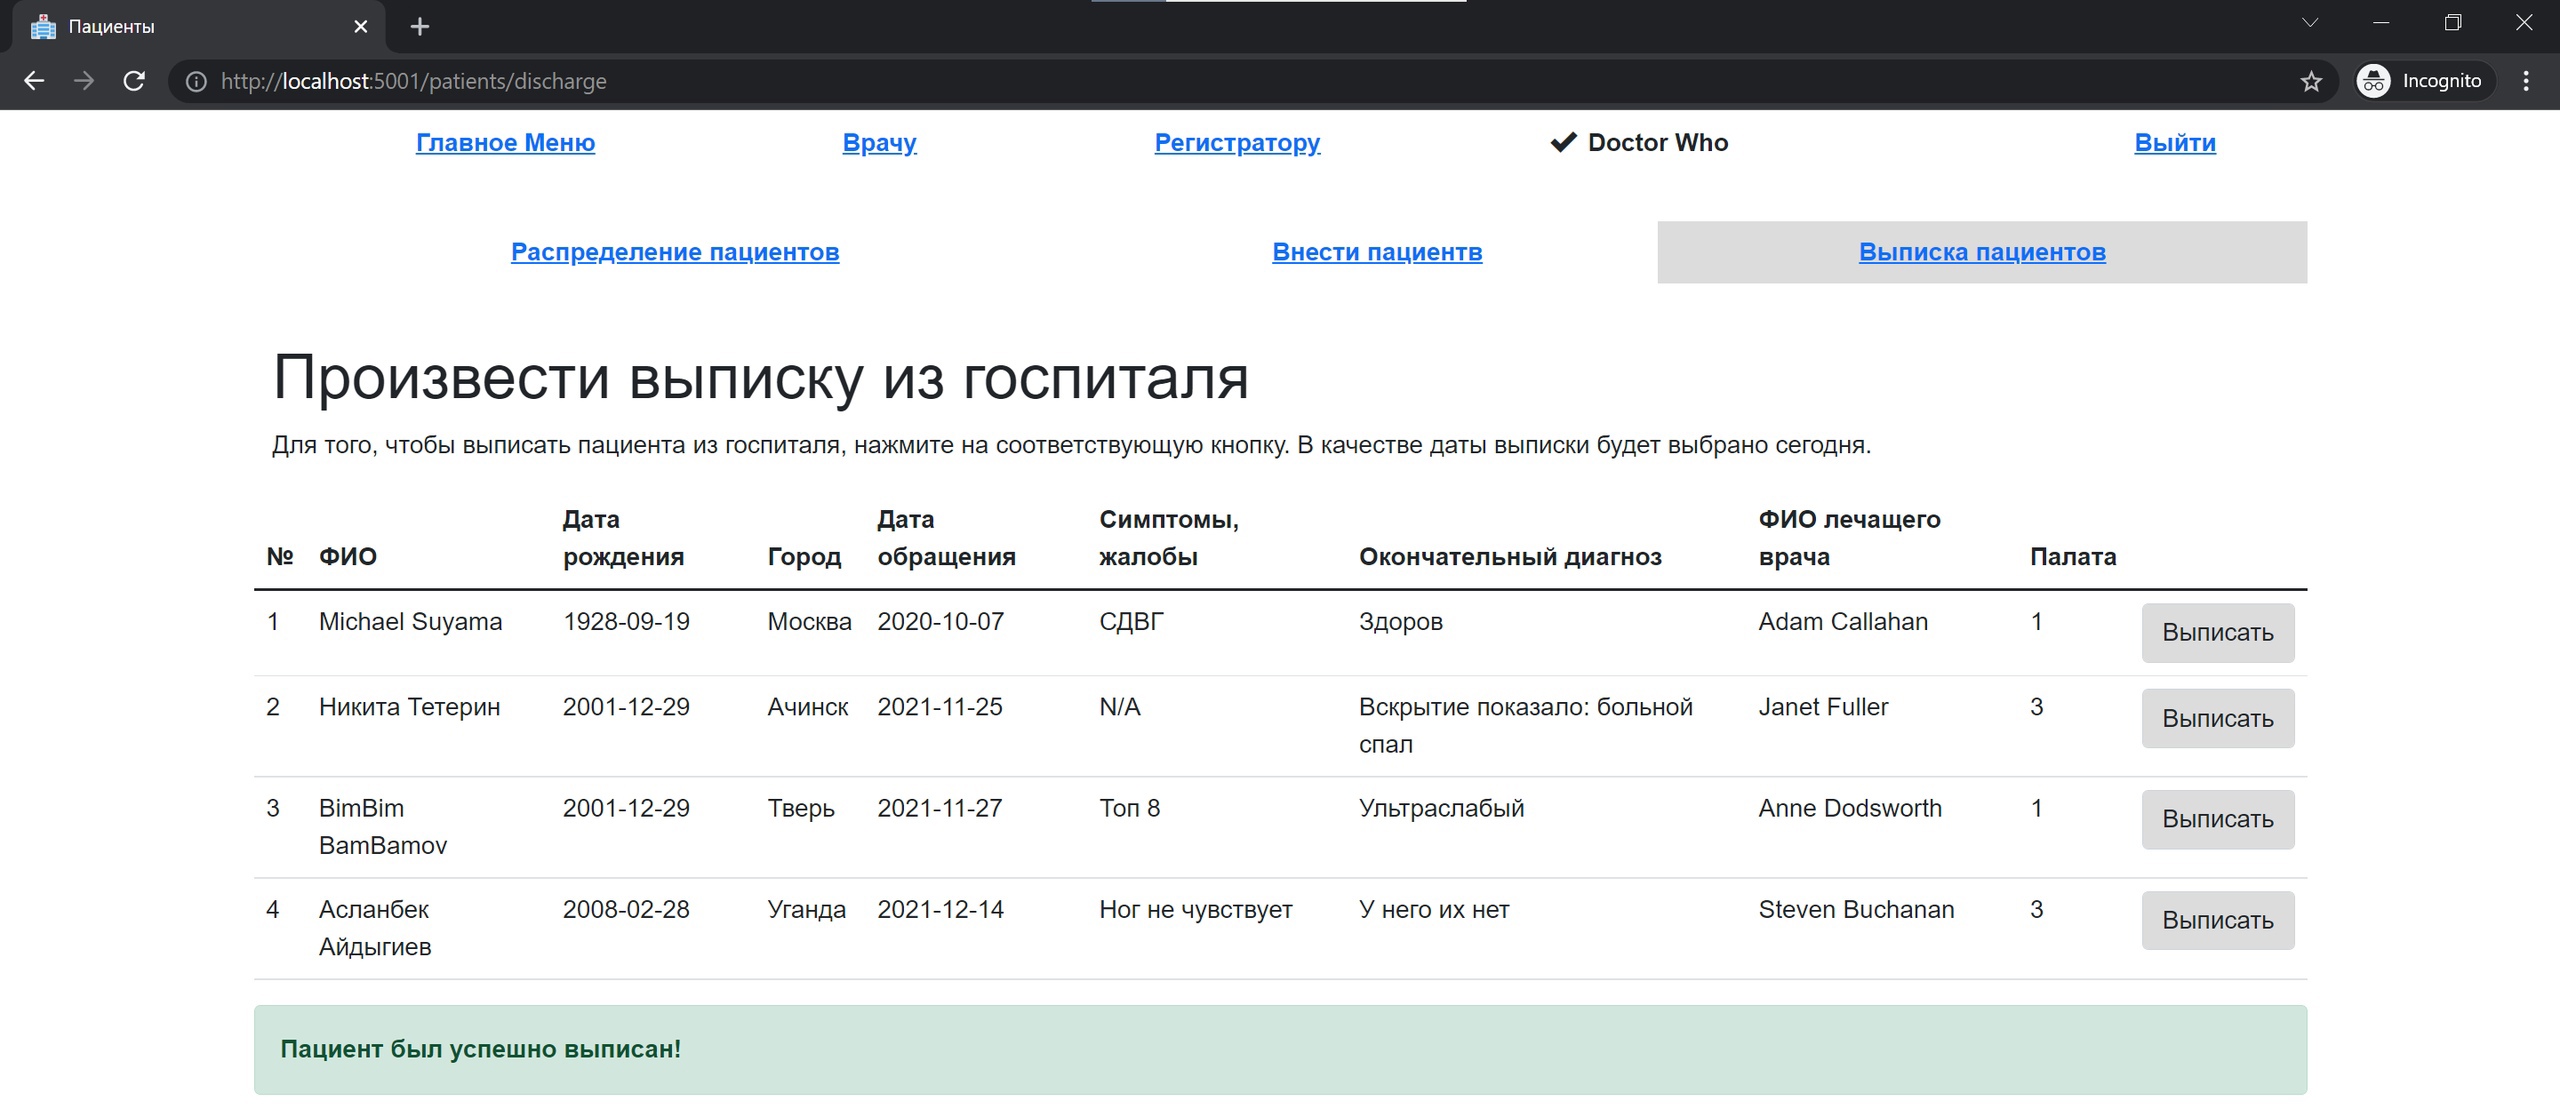 Пациенты
http://localhost:5001/patients/discharge
Incognito
Главное Меню Врачу Регистратору Doctor Who Выйти
Распределение пациентов Внести пациентв Выписка пациентов
Произвести выписку из госпиталя
Для того, чтобы выписать пациента из госпиталя, нажмите на соответствующую кнопку. В качестве даты выписки будет выбрано сегодня.
№ ФИО Дата рождения Город Дата обращения Симптомы, жалобы Окончательный диагноз ФИО лечащего врача Палата
1 Michael Suyama 1928-09-19 Москва 2020-10-07 СДВГ Здоров Adam Callahan 1 Выписать
2 Никита Тетерин 2001-12-29 Ачинск 2021-11-25 N/A Вскрытие показало: больной спал Janet Fuller 3 Выписать
3 BimBim BamBamov 2001-12-29 Тверь 2021-11-27 Топ 8 Ультраслабый Anne Dodsworth 1 Выписать
4 Асланбек Айдыгиев 2008-02-28 Уганда 2021-12-14 Ног не чувствует У него их нет Steven Buchanan 3 Выписать
Пациент был успешно выписан!